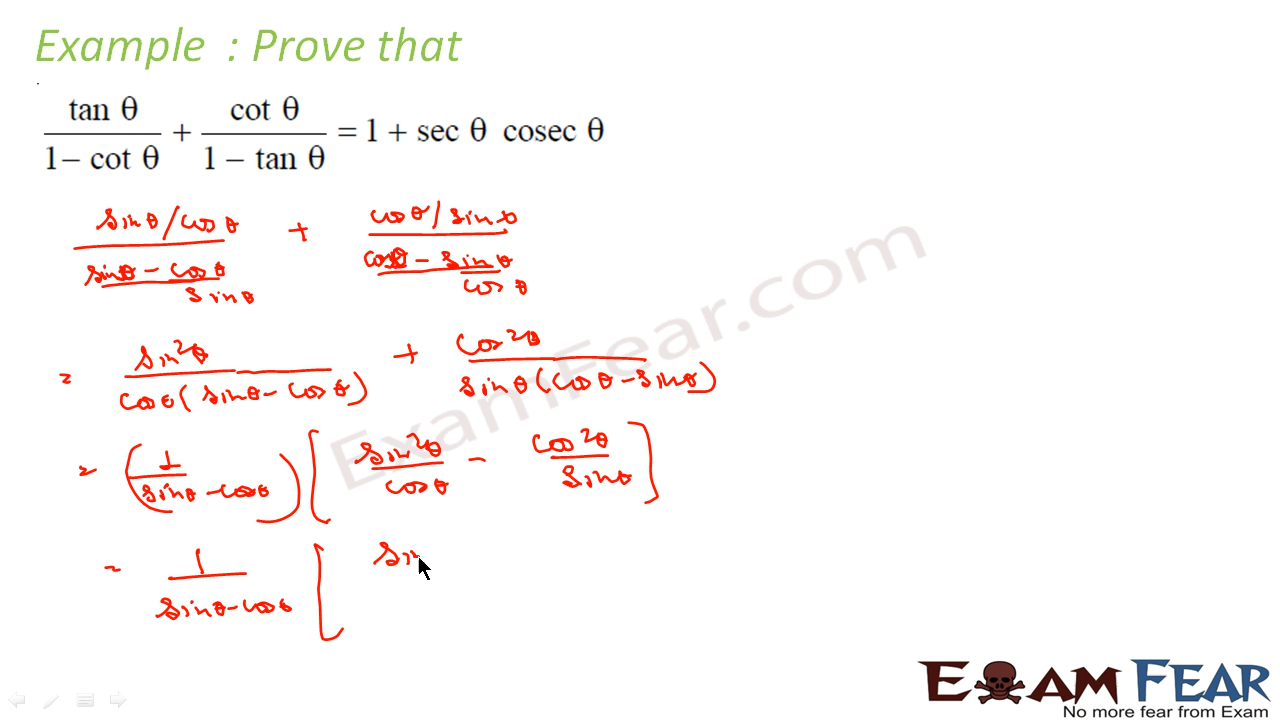 Example : Prove that
tan θ / 1 – cot θ + cot θ / 1 – tan θ = 1 + sec θ cosec θ
sinθ/cosθ / (sinθ - cosθ / sinθ) + cosθ/sinθ / (cosθ - sinθ / cosθ)
= sin²θ / cosθ(sinθ - cosθ) + cos²θ / sinθ(cosθ - sinθ)
= (1 / sinθ - cosθ) [sin²θ / cosθ - cos²θ / sinθ]
= 1 / sinθ - cosθ [ sin
ExamFear.com
EXAM FEAR
No more fear from Exam